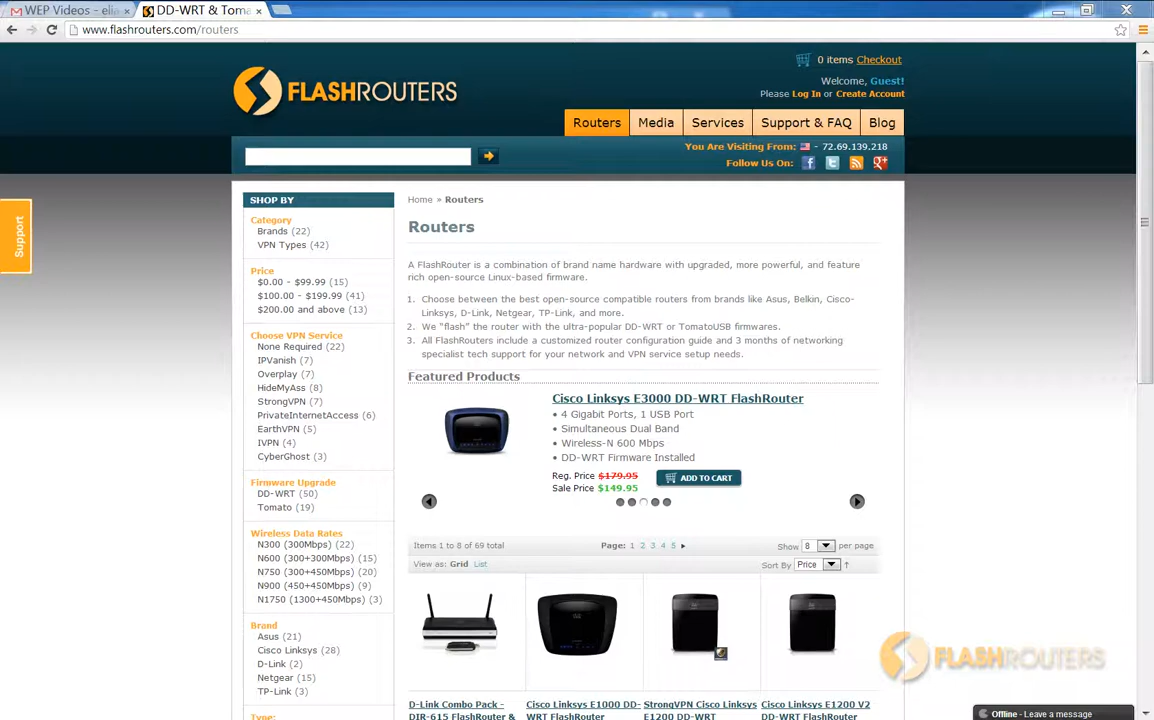 WEP Videos - elia
DD-WRT & Toma
www.flashrouters.com/routers
0 items Checkout
FLASHROUTERS
Welcome, Guest!
Please Log In or Create Account
Routers Media Services Support & FAQ Blog
You Are Visiting From: - 72.69.139.218
Follow Us On:
Support
SHOP BY
Category
Brands (22)
VPN Types (42)
Price
$0.00 - $99.99 (15)
$100.00 - $199.99 (41)
$200.00 and above (13)
Choose VPN Service
None Required (22)
IPVanish (7)
Overplay (7)
HideMyAss (8)
StrongVPN (7)
PrivateInternetAccess (6)
EarthVPN (5)
IVPN (4)
CyberGhost (3)
Firmware Upgrade
DD-WRT (50)
Tomato (19)
Wireless Data Rates
N300 (300Mbps) (22)
N600 (300+300Mbps) (15)
N750 (300+450Mbps) (20)
N900 (450+450Mbps) (9)
N1750 (1300+450Mbps) (3)
Brand
Asus (21)
Cisco Linksys (28)
D-Link (2)
Netgear (15)
TP-Link (3)
Type:
Home » Routers
Routers
A FlashRouter is a combination of brand name hardware with upgraded, more powerful, and feature
rich open-source Linux-based firmware.
1. Choose between the best open-source compatible routers from brands like Asus, Belkin, Cisco-
Linksys, D-Link, Netgear, TP-Link, and more.
2. We "flash" the router with the ultra-popular DD-WRT or TomatoUSB firmwares.
3. All FlashRouters include a customized router configuration guide and 3 months of networking
specialist tech support for your network and VPN service setup needs.
Featured Products
Cisco Linksys E3000 DD-WRT FlashRouter
• 4 Gigabit Ports, 1 USB Port
• Simultaneous Dual Band
• Wireless-N 600 Mbps
• DD-WRT Firmware Installed
Reg. Price $179.95
Sale Price $149.95
ADD TO CART
Items 1 to 8 of 69 total Page: 1 2 3 4 5 Show 8 per page
View as: Grid List Sort By Price
D-Link Combo Pack - DIR-615 FlashRouter &
Cisco Linksys E1000 DD-WRT FlashRouter
StrongVPN Cisco Linksys E1200 DD-WRT
Cisco Linksys E1200 V2 DD-WRT FlashRouter
FLASHROUTERS
Offline - Leave a message